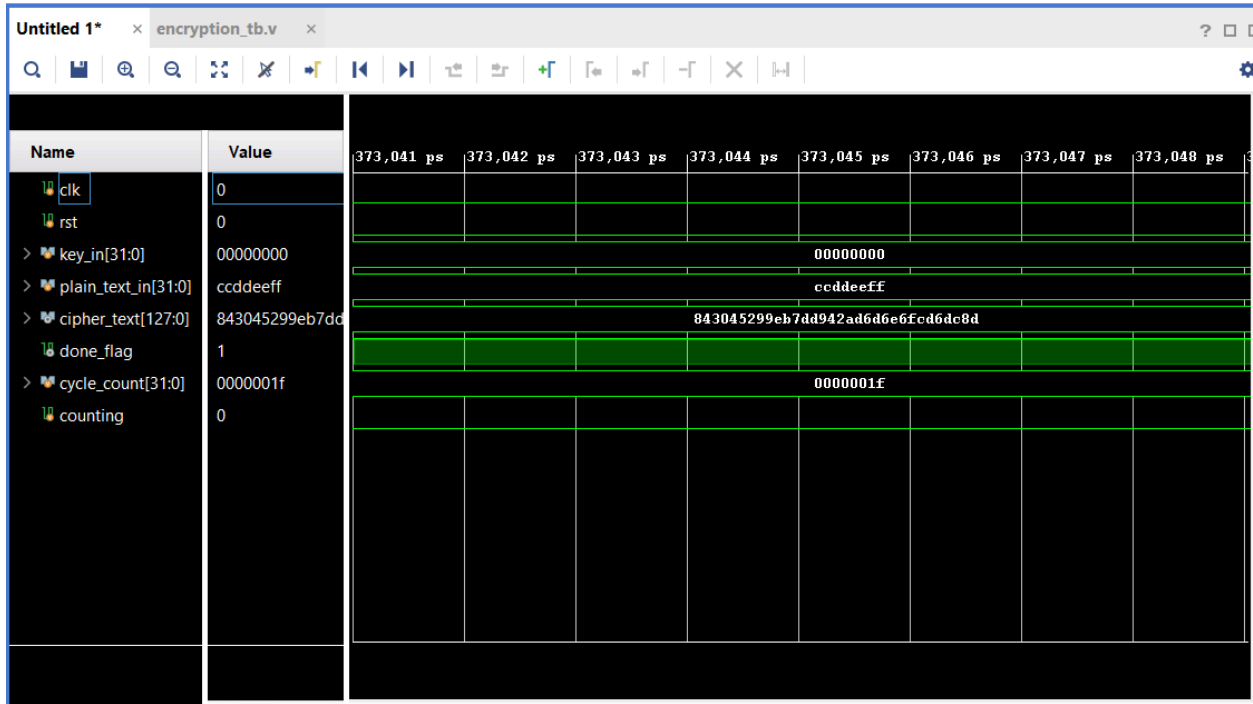 Untitled 1* × encryption_tb.v × ?
Name Value 373,041 ps 373,042 ps 373,043 ps 373,044 ps 373,045 ps 373,046 ps 373,047 ps 373,048 ps
clk 0
rst 0
key_in[31:0] 00000000 00000000
plain_text_in[31:0] ccddeeff ccddeeff
cipher_text[127:0] 843045299eb7dd 843045299eb7dd942ad6d6e6fcd6dc8d
done_flag 1
cycle_count[31:0] 0000001f 0000001f
counting 0